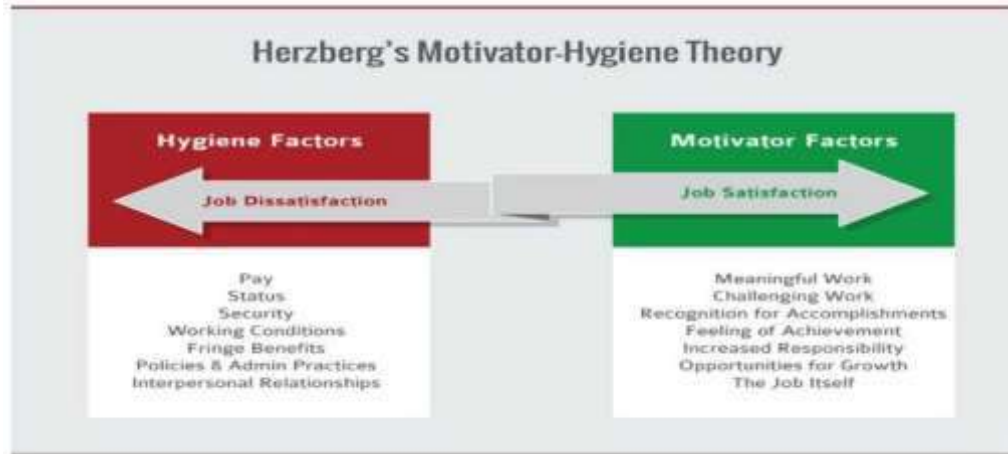 Herzberg's Motivator-Hygiene Theory
Hygiene Factors
Job Dissatisfaction
Pay
Status
Security
Working Conditions
Fringe Benefits
Policies & Admin Practices
Interpersonal Relationships
Motivator Factors
Job Satisfaction
Meaningful Work
Challenging Work
Recognition for Accomplishments
Feeling of Achievement
Increased Responsibility
Opportunities for Growth
The Job Itself